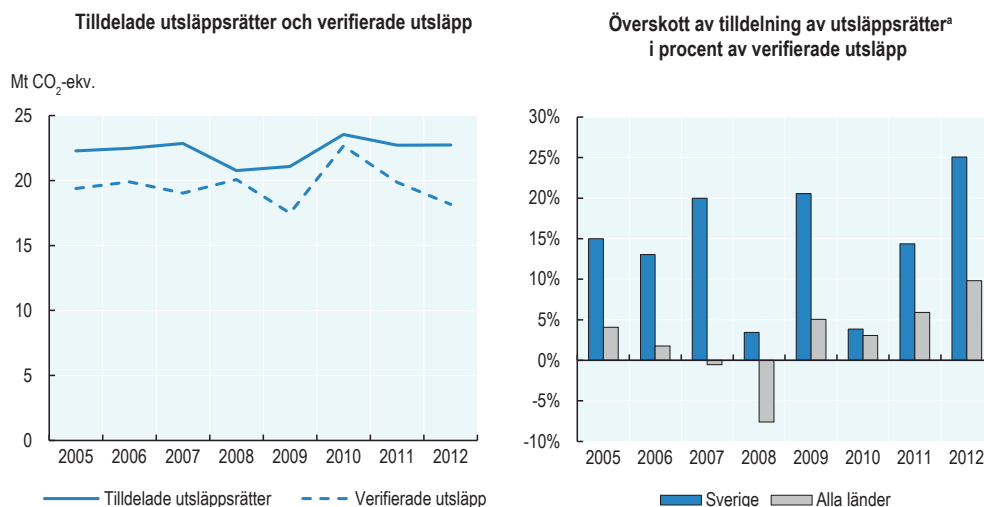 Tilldelade utsläppsrätter och verifierade utsläpp
Mt CO2-ekv.
25
20
15
10
5
0
2005 2006 2007 2008 2009 2010 2011 2012
Tilldelade utsläppsrätter Verifierade utsläpp
Överskott av tilldelning av utsläppsrätterᵃ
i procent av verifierade utsläpp
30%
25%
20%
15%
10%
5%
0%
-5%
-10%
2005 2006 2007 2008 2009 2010 2011 2012
Sverige Alla länder